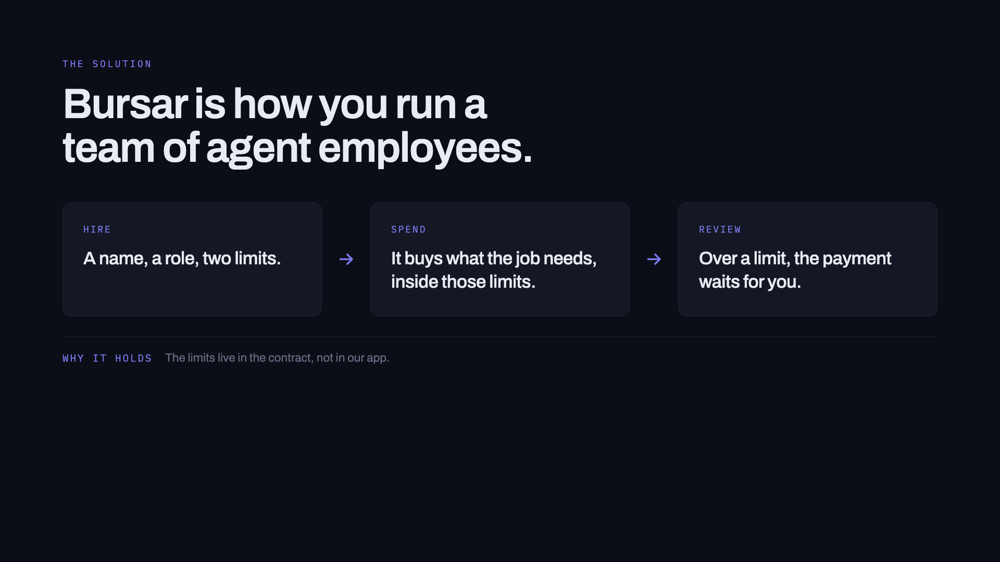 THE SOLUTION
Bursar is how you run a
team of agent employees.
HIRE
A name, a role, two limits.
SPEND
It buys what the job needs,
inside those limits.
REVIEW
Over a limit, the payment
waits for you.
WHY IT HOLDS The limits live in the contract, not in our app.